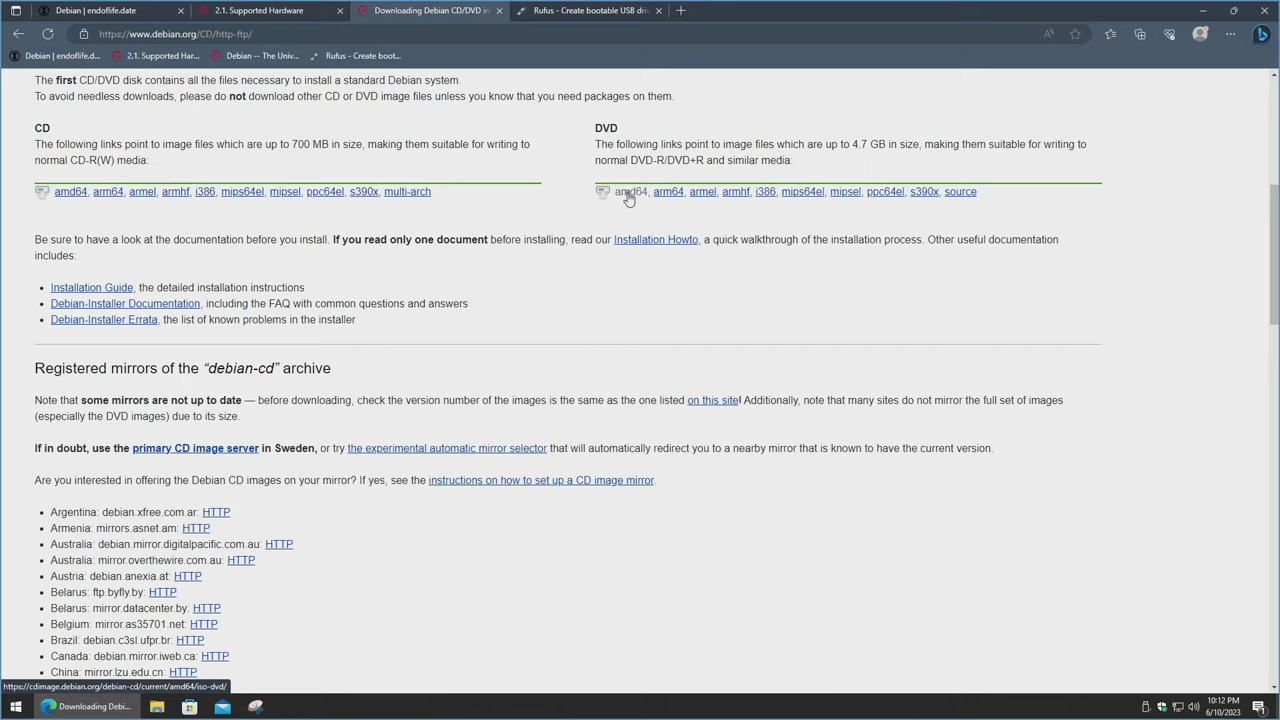 Debian | endoflife.date
2.1. Supported Hardware
Downloading Debian CD/DVD im
Rufus - Create bootable USB driv
https://www.debian.org/CD/http-ftp/
Debian | endoflife.da...
2.1. Supported Har...
Debian -- The Univ...
Rufus - Create boot...
The first CD/DVD disk contains all the files necessary to install a standard Debian system.
To avoid needless downloads, please do not download other CD or DVD image files unless you know that you need packages on them.
CD
The following links point to image files which are up to 700 MB in size, making them suitable for writing to
normal CD-R(W) media:
amd64, arm64, armel, armhf, i386, mips64el, mipsel, ppc64el, s390x, multi-arch
DVD
The following links point to image files which are up to 4.7 GB in size, making them suitable for writing to
normal DVD-R/DVD+R and similar media:
amd64, arm64, armel, armhf, i386, mips64el, mipsel, ppc64el, s390x, source
Be sure to have a look at the documentation before you install. If you read only one document before installing, read our Installation Howto, a quick walkthrough of the installation process. Other useful documentation
includes:
• Installation Guide, the detailed installation instructions
• Debian-Installer Documentation, including the FAQ with common questions and answers
• Debian-Installer Errata, the list of known problems in the installer
Registered mirrors of the “debian-cd” archive
Note that some mirrors are not up to date — before downloading, check the version number of the images is the same as the one listed on this site! Additionally, note that many sites do not mirror the full set of images
(especially the DVD images) due to its size.
If in doubt, use the primary CD image server in Sweden, or try the experimental automatic mirror selector that will automatically redirect you to a nearby mirror that is known to have the current version.
Are you interested in offering the Debian CD images on your mirror? If yes, see the instructions on how to set up a CD image mirror.
• Argentina: debian.xfree.com.ar: HTTP
• Armenia: mirrors.asnet.am: HTTP
• Australia: debian.mirror.digitalpacific.com.au: HTTP
• Australia: mirror.overthewire.com.au: HTTP
• Austria: debian.anexia.at: HTTP
• Belarus: ftp.byfly.by: HTTP
• Belarus: mirror.datacenter.by: HTTP
• Belgium: mirror.as35701.net: HTTP
• Brazil: debian.c3sl.ufpr.br: HTTP
• Canada: debian.mirror.iweb.ca: HTTP
• China: mirror.lzu.edu.cn: HTTP
https://cdimage.debian.org/debian-cd/current/amd64/iso-dvd/
Downloading Debi...
10:12 PM
6/10/2023